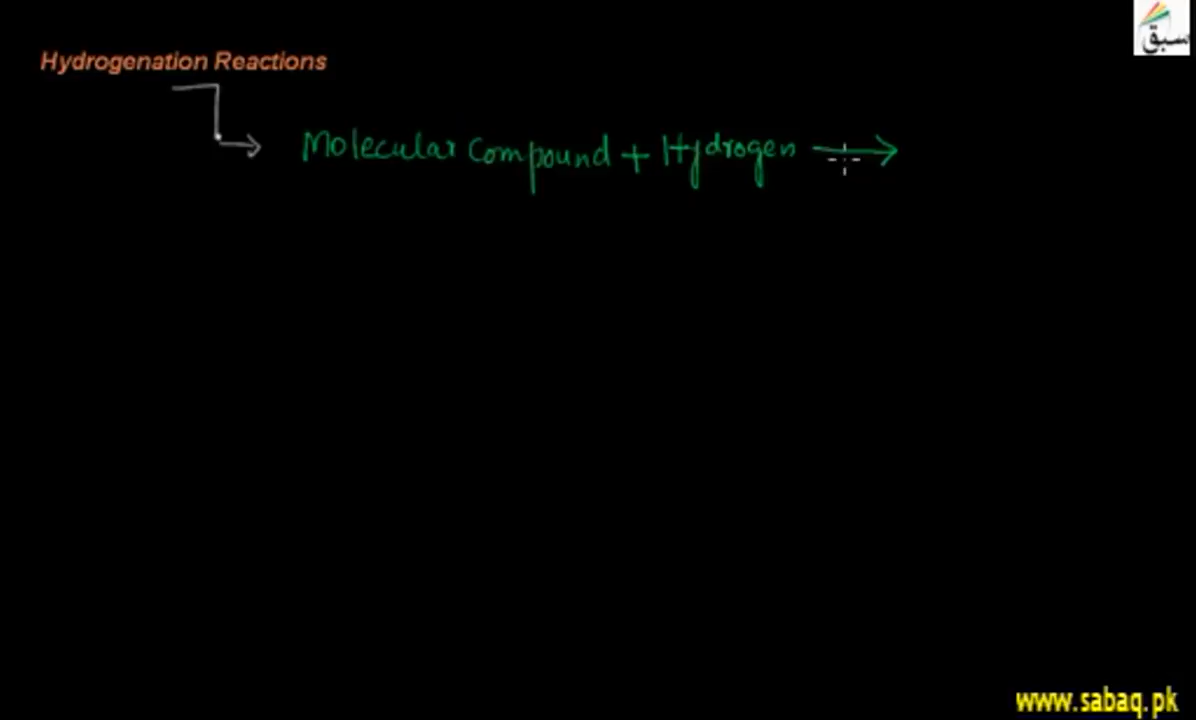 سبق
Hydrogenation Reactions
Molecular Compound + Hydrogen →
www.sabaq.pk